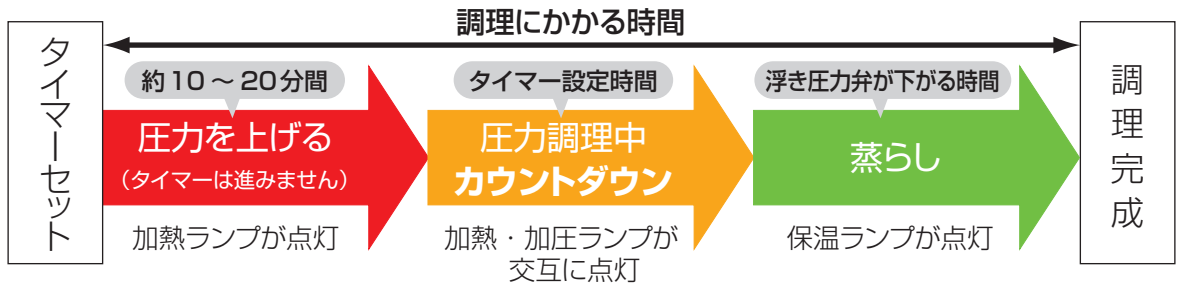 調理にかかる時間
タイマーセット
約10～20分間
圧力を上げる
（タイマーは進みません）
加熱ランプが点灯
タイマー設定時間
圧力調理中
カウントダウン
加熱・加圧ランプが
交互に点灯
浮き圧力弁が下がる時間
蒸らし
保温ランプが点灯
調理完成